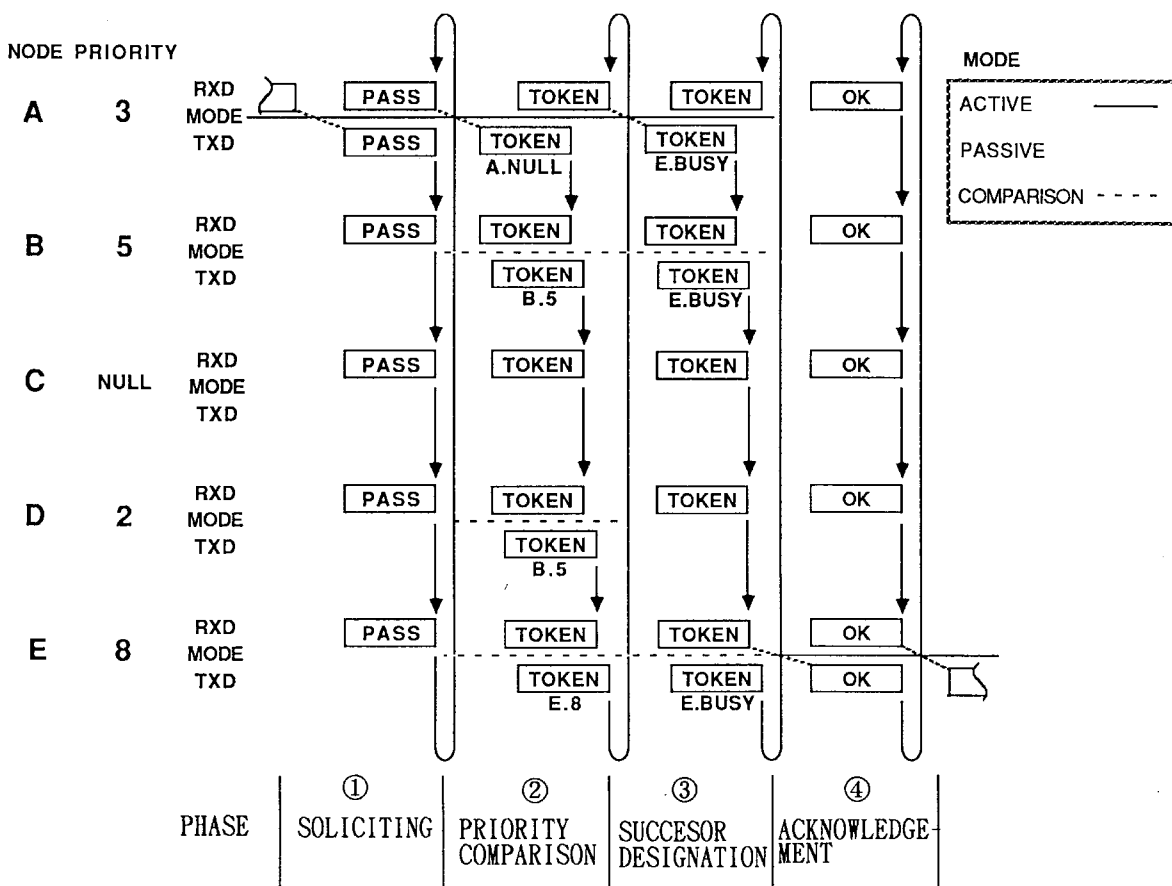 NODE PRIORITY
MODE
ACTIVE
PASSIVE
COMPARISON
A 3
RXD PASS TOKEN TOKEN OK
MODE
TXD PASS TOKEN TOKEN
A.NULL E.BUSY
B 5
RXD PASS TOKEN TOKEN OK
MODE
TXD TOKEN TOKEN
B.5 E.BUSY
C NULL
RXD PASS TOKEN TOKEN OK
MODE
TXD
D 2
RXD PASS TOKEN TOKEN OK
MODE
TXD TOKEN
B.5
E 8
RXD PASS TOKEN TOKEN OK
MODE
TXD TOKEN TOKEN OK
E.8 E.BUSY
PHASE
① SOLICITING
② PRIORITY
COMPARISON
③ SUCCESOR
DESIGNATION
④ ACKNOWLEDGE-
MENT